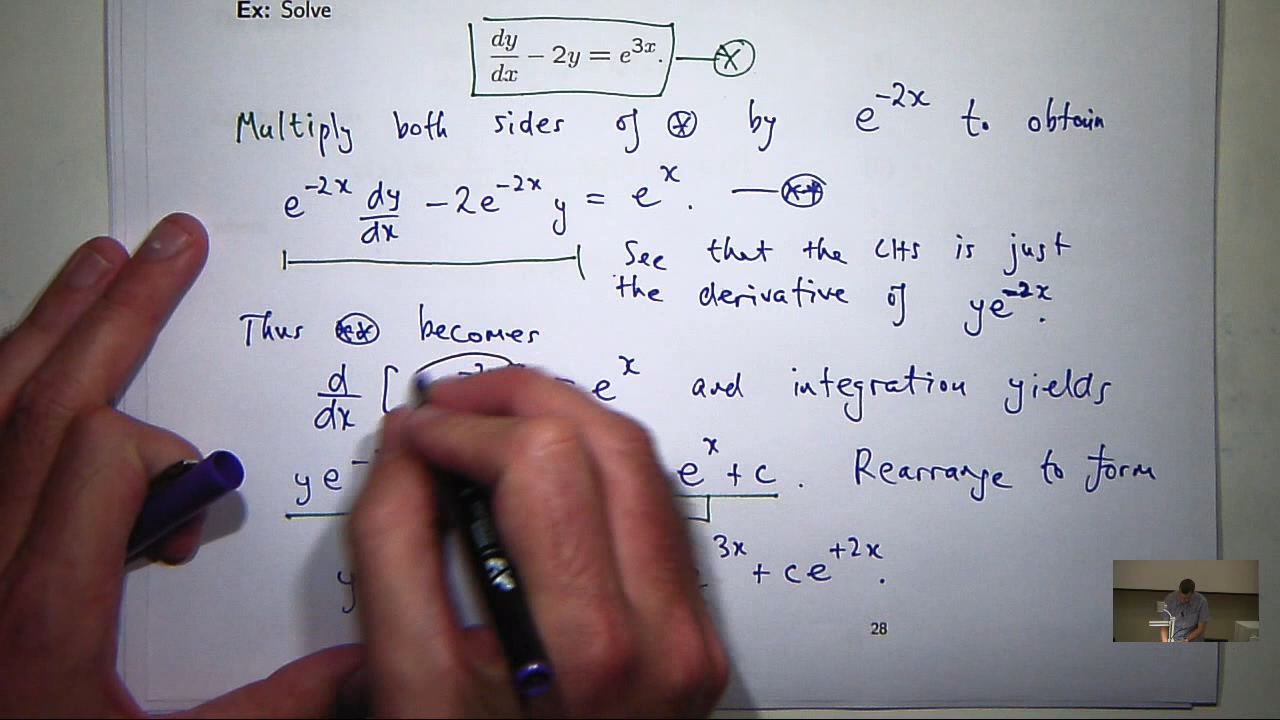 Ex: Solve
dy/dx − 2y = e^{3x}. — ⊛
Multiply both sides of ⊛ by e^{-2x} to obtain
e^{-2x} dy/dx − 2e^{-2x} y = e^x. — (**)
See that the LHS is just
the derivative of ye^{-2x}.
Thus (**) becomes
d/dx [ = e^x and integration yields
ye^- e^x + c. Rearrange to form
y 3x + ce^{+2x}.
28